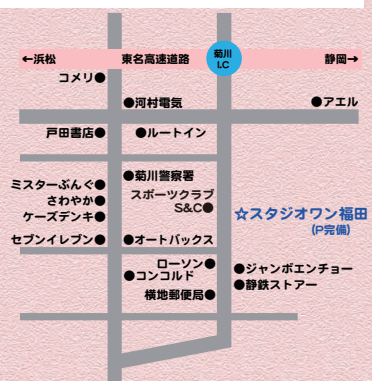 ←浜松
東名高速道路
菊川
I.C
静岡→
コメリ●
●河村電気
●アエル
戸田書店●
●ルートイン
●菊川警察署
ミスターぶんぐ●
スポーツクラブ
S&C●
さわやか●
ケーズデンキ●
☆スタジオワン福田
(P完備)
セブンイレブン●
●オートバックス
ローソン●
●コンコルド
●ジャンボエンチョー
横地郵便局●
●静鉄ストアー